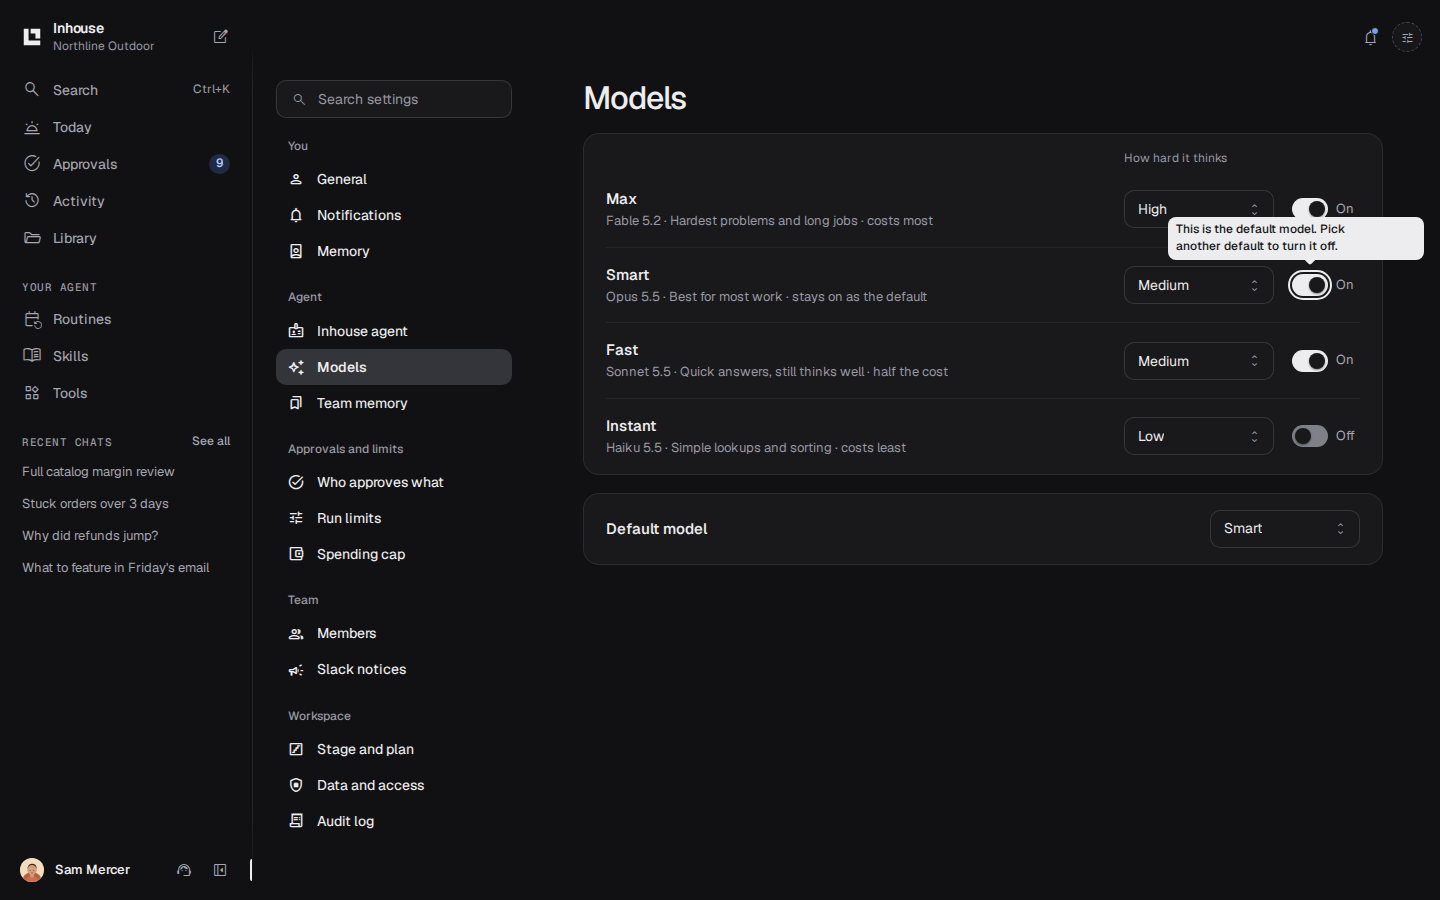 Inhouse
Northline Outdoor
Search Ctrl+K
Today
Approvals 9
Activity
Library
YOUR AGENT
Routines
Skills
Tools
RECENT CHATS See all
Full catalog margin review
Stuck orders over 3 days
Why did refunds jump?
What to feature in Friday's email
Sam Mercer
Search settings
You
General
Notifications
Memory
Agent
Inhouse agent
Models
Team memory
Approvals and limits
Who approves what
Run limits
Spending cap
Team
Members
Slack notices
Workspace
Stage and plan
Data and access
Audit log
Models
How hard it thinks
Max
Fable 5.2 · Hardest problems and long jobs · costs most
High On
This is the default model. Pick
another default to turn it off.
Smart
Opus 5.5 · Best for most work · stays on as the default
Medium On
Fast
Sonnet 5.5 · Quick answers, still thinks well · half the cost
Medium On
Instant
Haiku 5.5 · Simple lookups and sorting · costs least
Low Off
Default model Smart